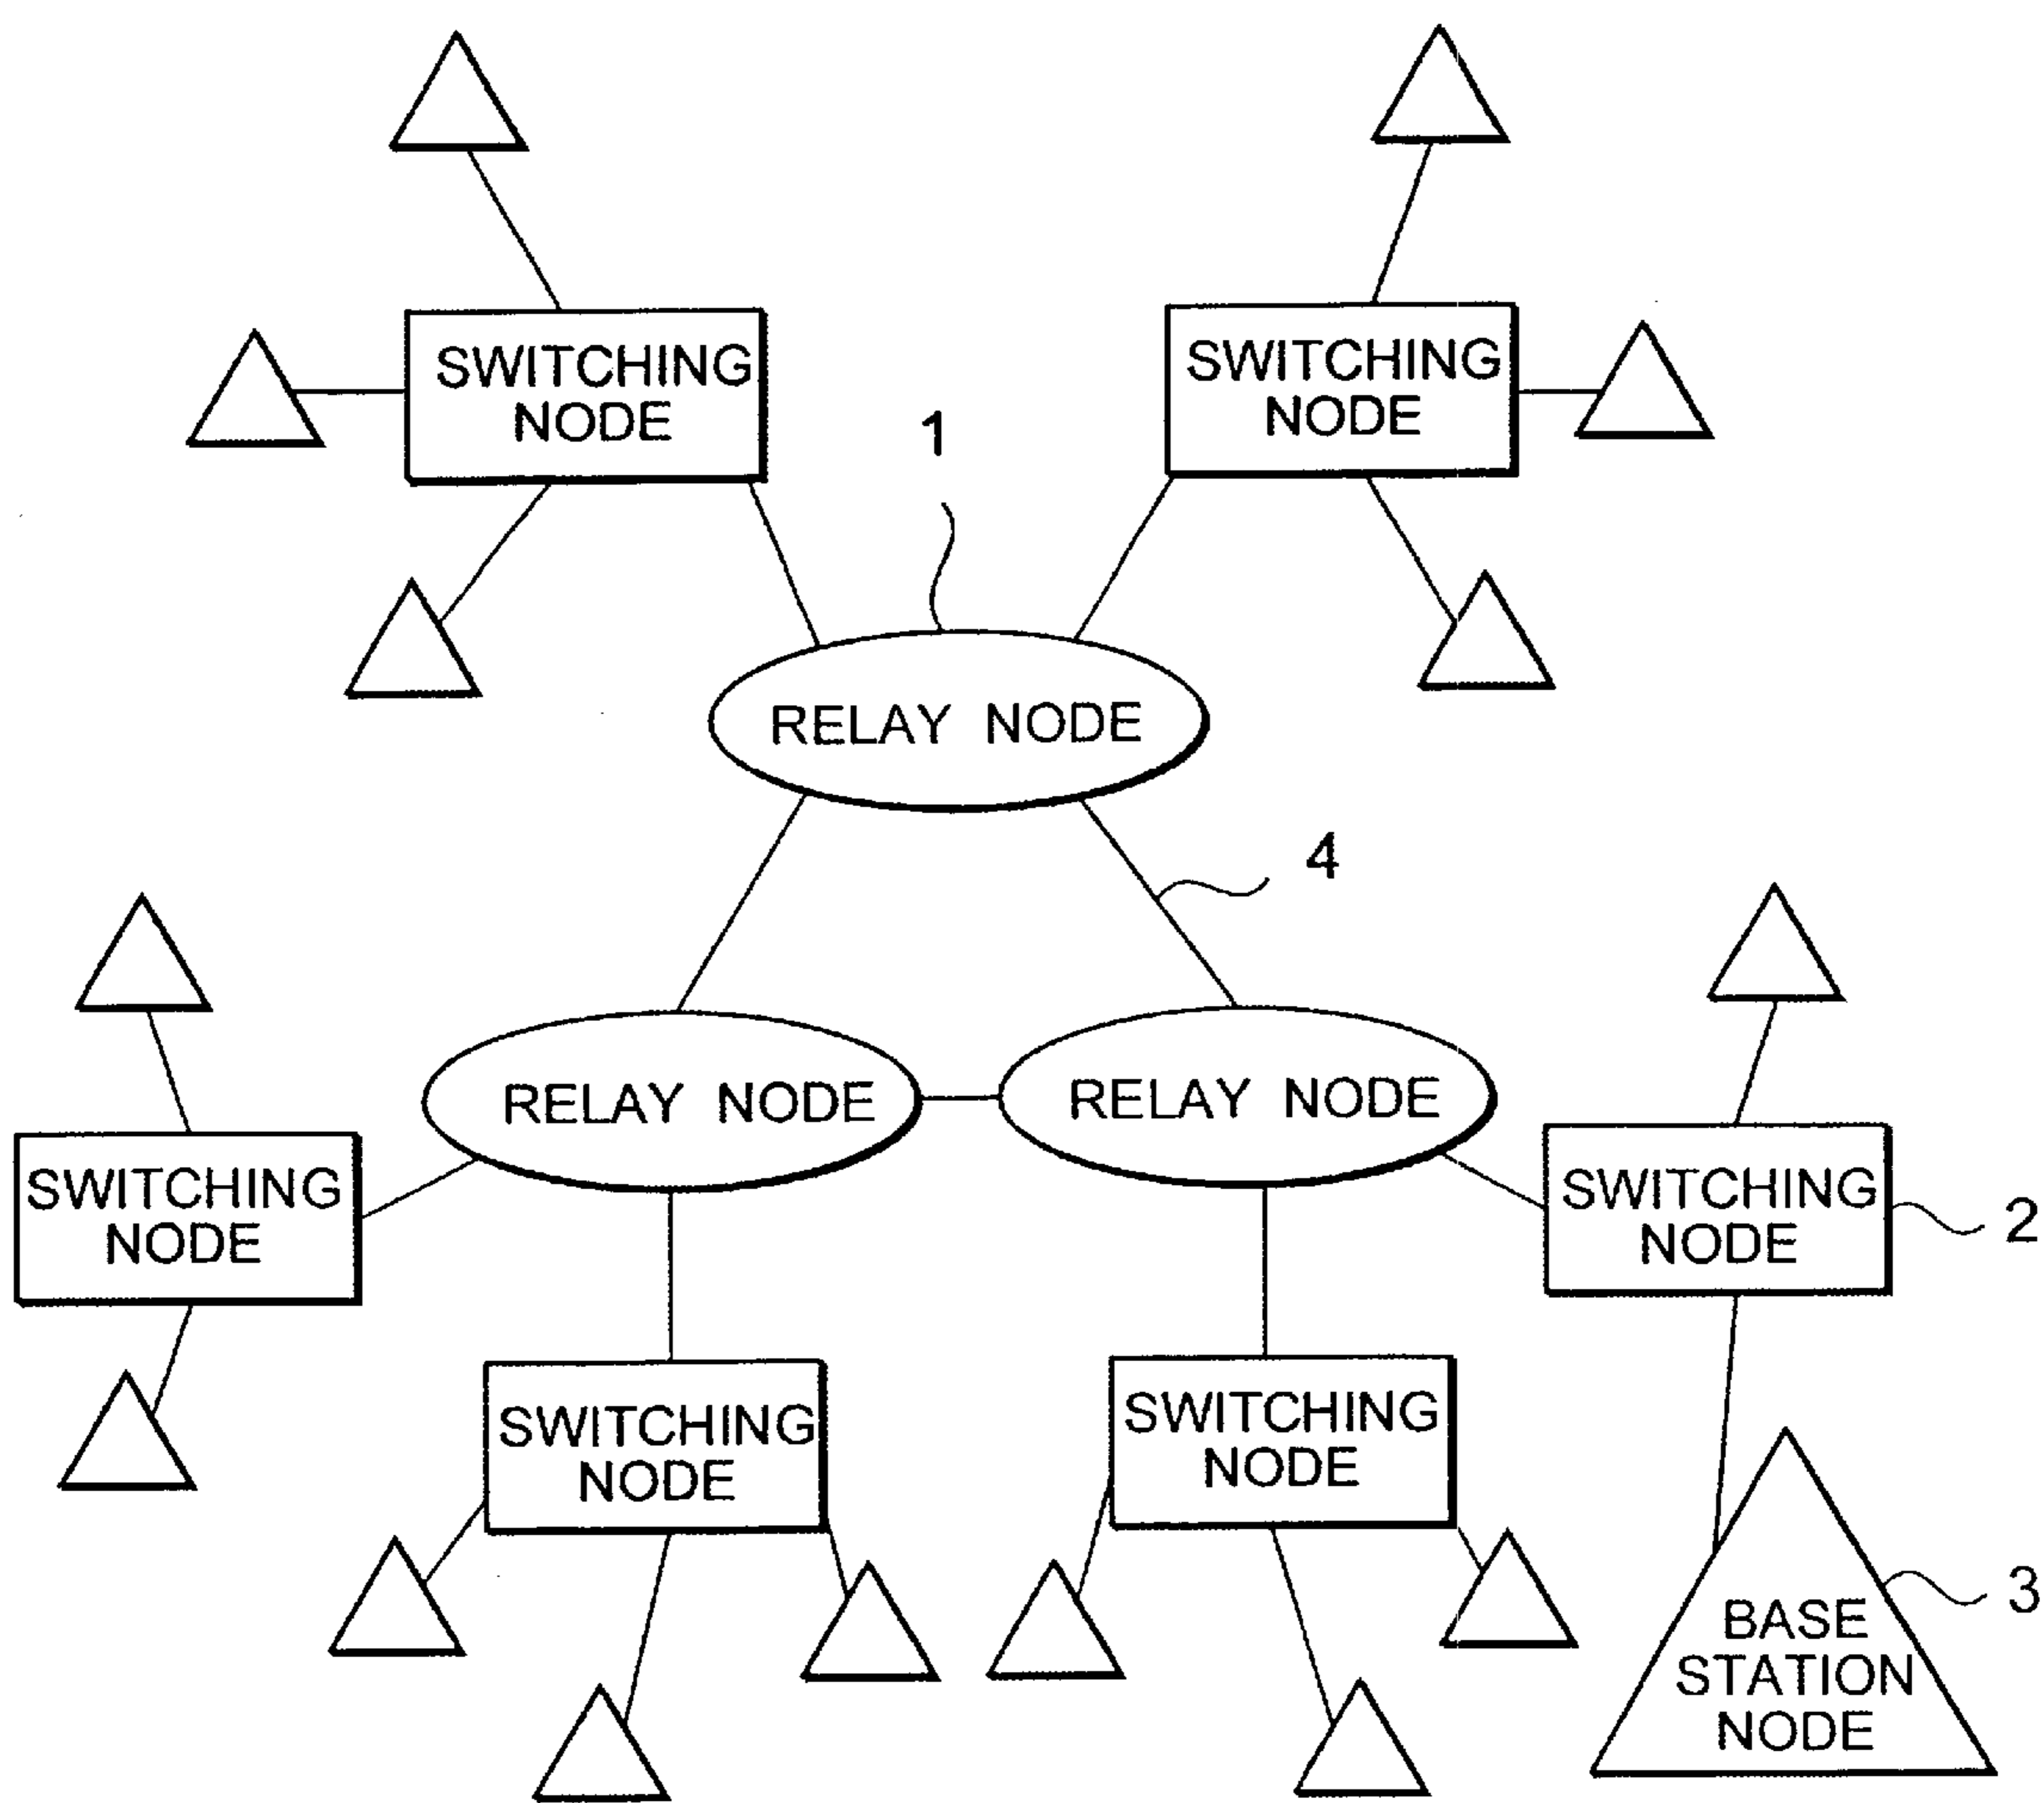 SWITCHING
NODE
SWITCHING
NODE
1
RELAY NODE
4
RELAY NODE
RELAY NODE
SWITCHING
NODE
SWITCHING
NODE
2
SWITCHING
NODE
SWITCHING
NODE
3
BASE
STATION
NODE